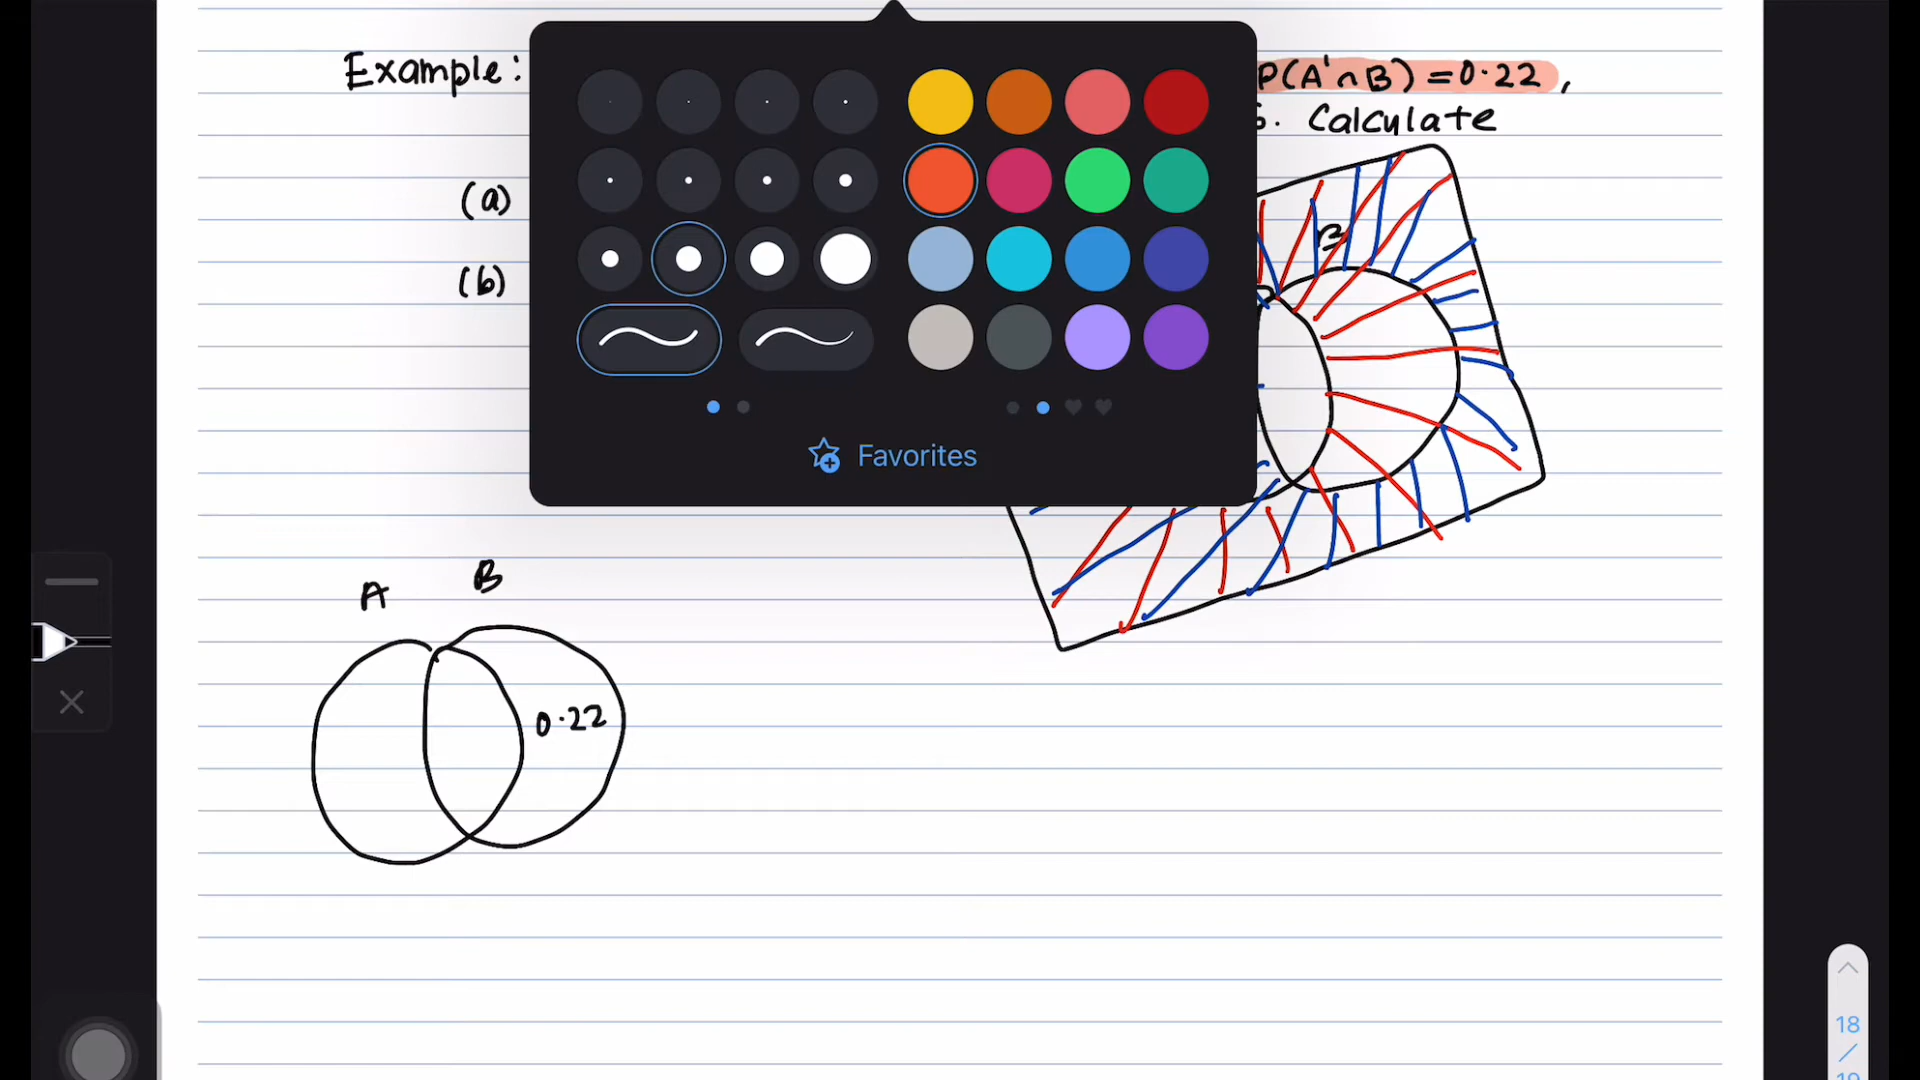 Example: P(A'∩B) = 0.22,
Calculate
(a)
(b)
B
Favorites
A B
0.22
18
/